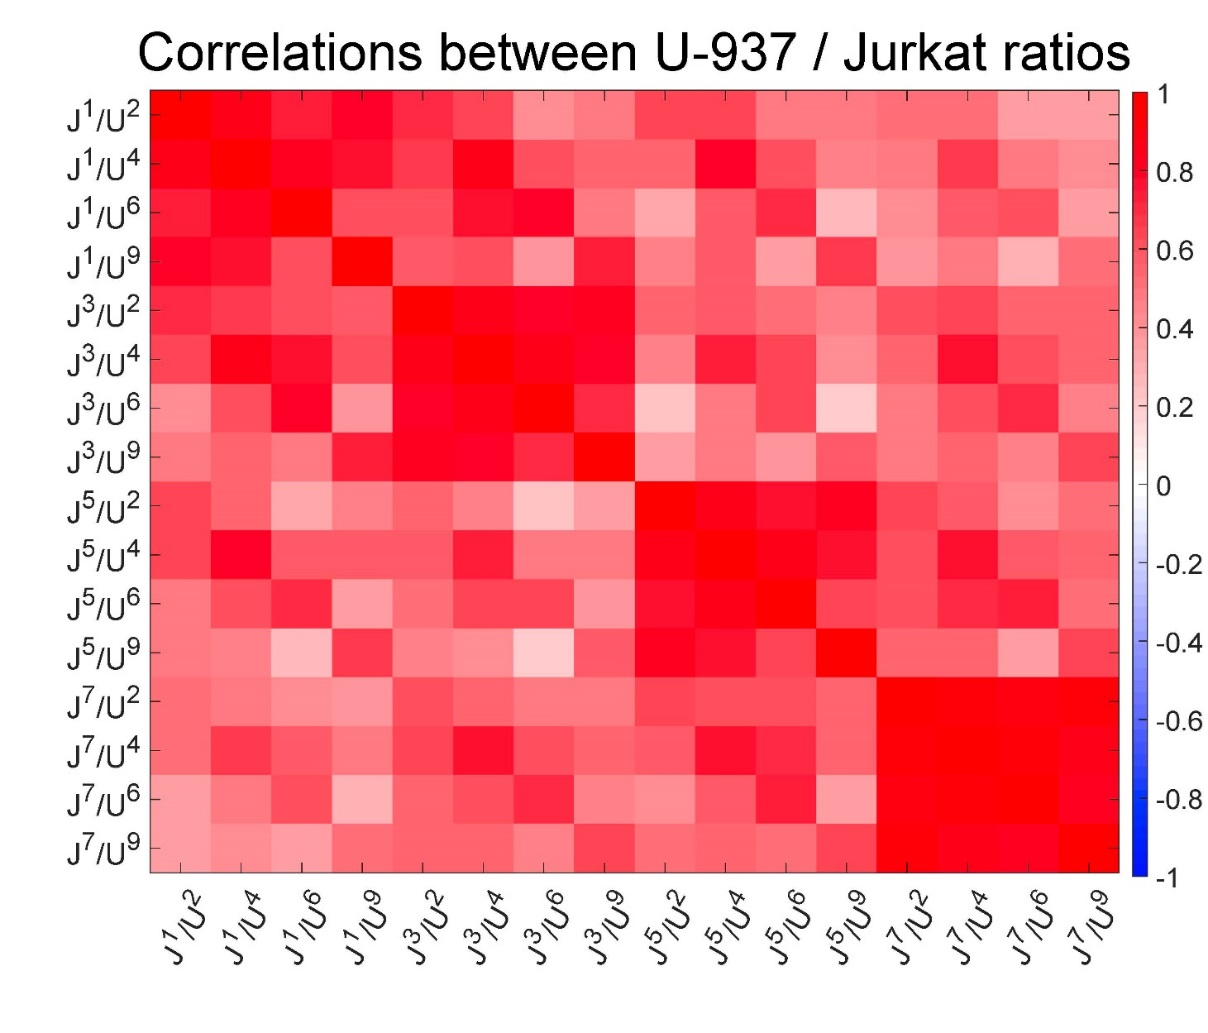 Correlations between U-937 / Jurkat ratios
J¹/U²
J¹/U⁴
J¹/U⁶
J¹/U⁹
J³/U²
J³/U⁴
J³/U⁶
J³/U⁹
J⁵/U²
J⁵/U⁴
J⁵/U⁶
J⁵/U⁹
J⁷/U²
J⁷/U⁴
J⁷/U⁶
J⁷/U⁹
1
0.8
0.6
0.4
0.2
0
-0.2
-0.4
-0.6
-0.8
-1
J¹/U² J¹/U⁴ J¹/U⁶ J¹/U⁹ J³/U² J³/U⁴ J³/U⁶ J³/U⁹ J⁵/U² J⁵/U⁴ J⁵/U⁶ J⁵/U⁹ J⁷/U² J⁷/U⁴ J⁷/U⁶ J⁷/U⁹